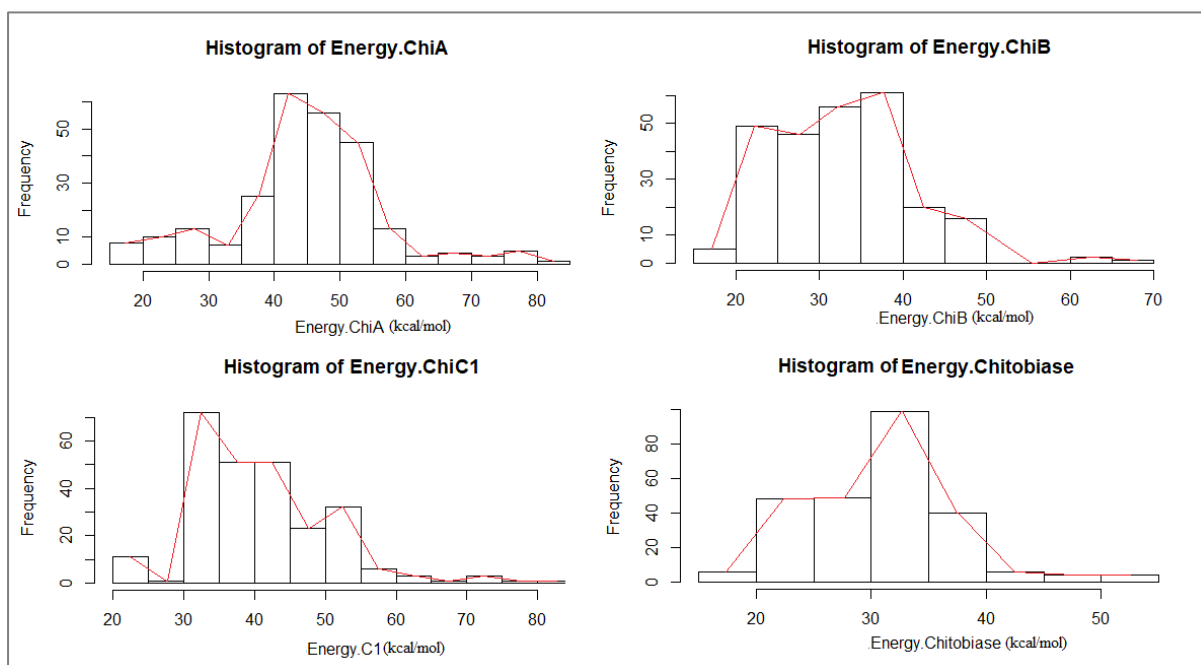 Histogram of Energy.ChiA
Frequency
0 10 30 50
20 30 40 50 60 70 80
Energy.ChiA (kcal/mol)
Histogram of Energy.ChiB
Frequency
0 10 30 50
20 30 40 50 60 70
.Energy.ChiB (kcal/mol)
Histogram of Energy.ChiC1
Frequency
0 20 40 60
20 30 40 50 60 70 80
.Energy.C1 (kcal/mol)
Histogram of Energy.Chitobiase
Frequency
0 20 40 60 80
20 30 40 50
.Energy.Chitobiase (kcal/mol)